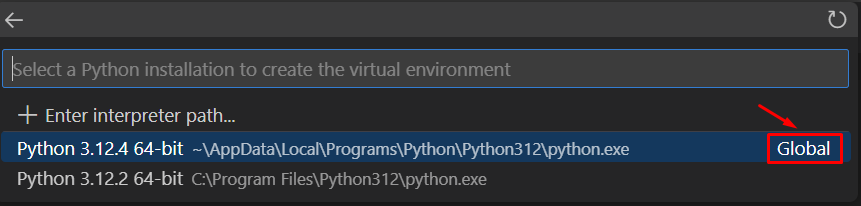 Select a Python installation to create the virtual environment
Enter interpreter path...
Python 3.12.4 64-bit ~\AppData\Local\Programs\Python\Python312\python.exe Global
Python 3.12.2 64-bit C:\Program Files\Python312\python.exe